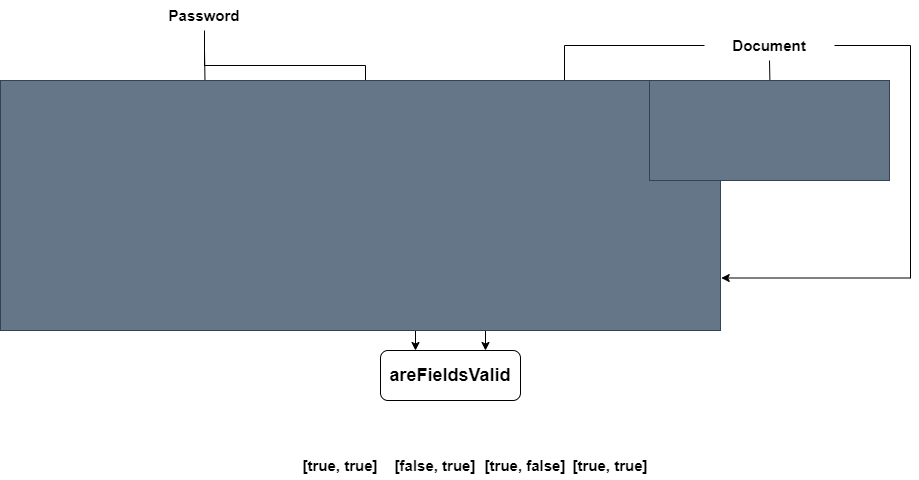 Password
Document
areFieldsValid
[true, true] [false, true] [true, false] [true, true]